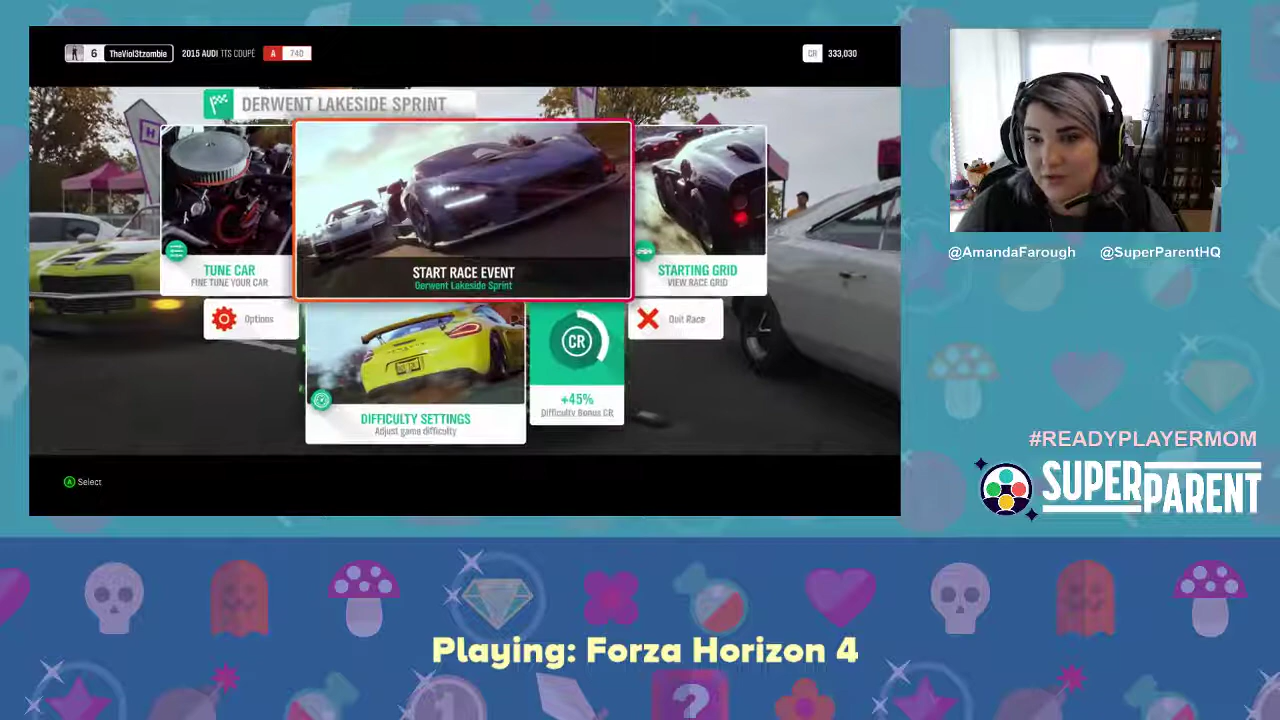 6 TheViol3tzombie 2015 AUDI TTS COUPÉ A 740 CR 333,030
DERWENT LAKESIDE SPRINT
TUNE CAR
FINE TUNE YOUR CAR
START RACE EVENT
Derwent Lakeside Sprint
STARTING GRID
VIEW RACE GRID
Options
Quit Race
CR
DIFFICULTY SETTINGS
Adjust game difficulty
+45%
Difficulty Bonus CR
A Select
@AmandaFarough @SuperParentHQ
#READYPLAYERMOM
SUPERPARENT
Playing: Forza Horizon 4